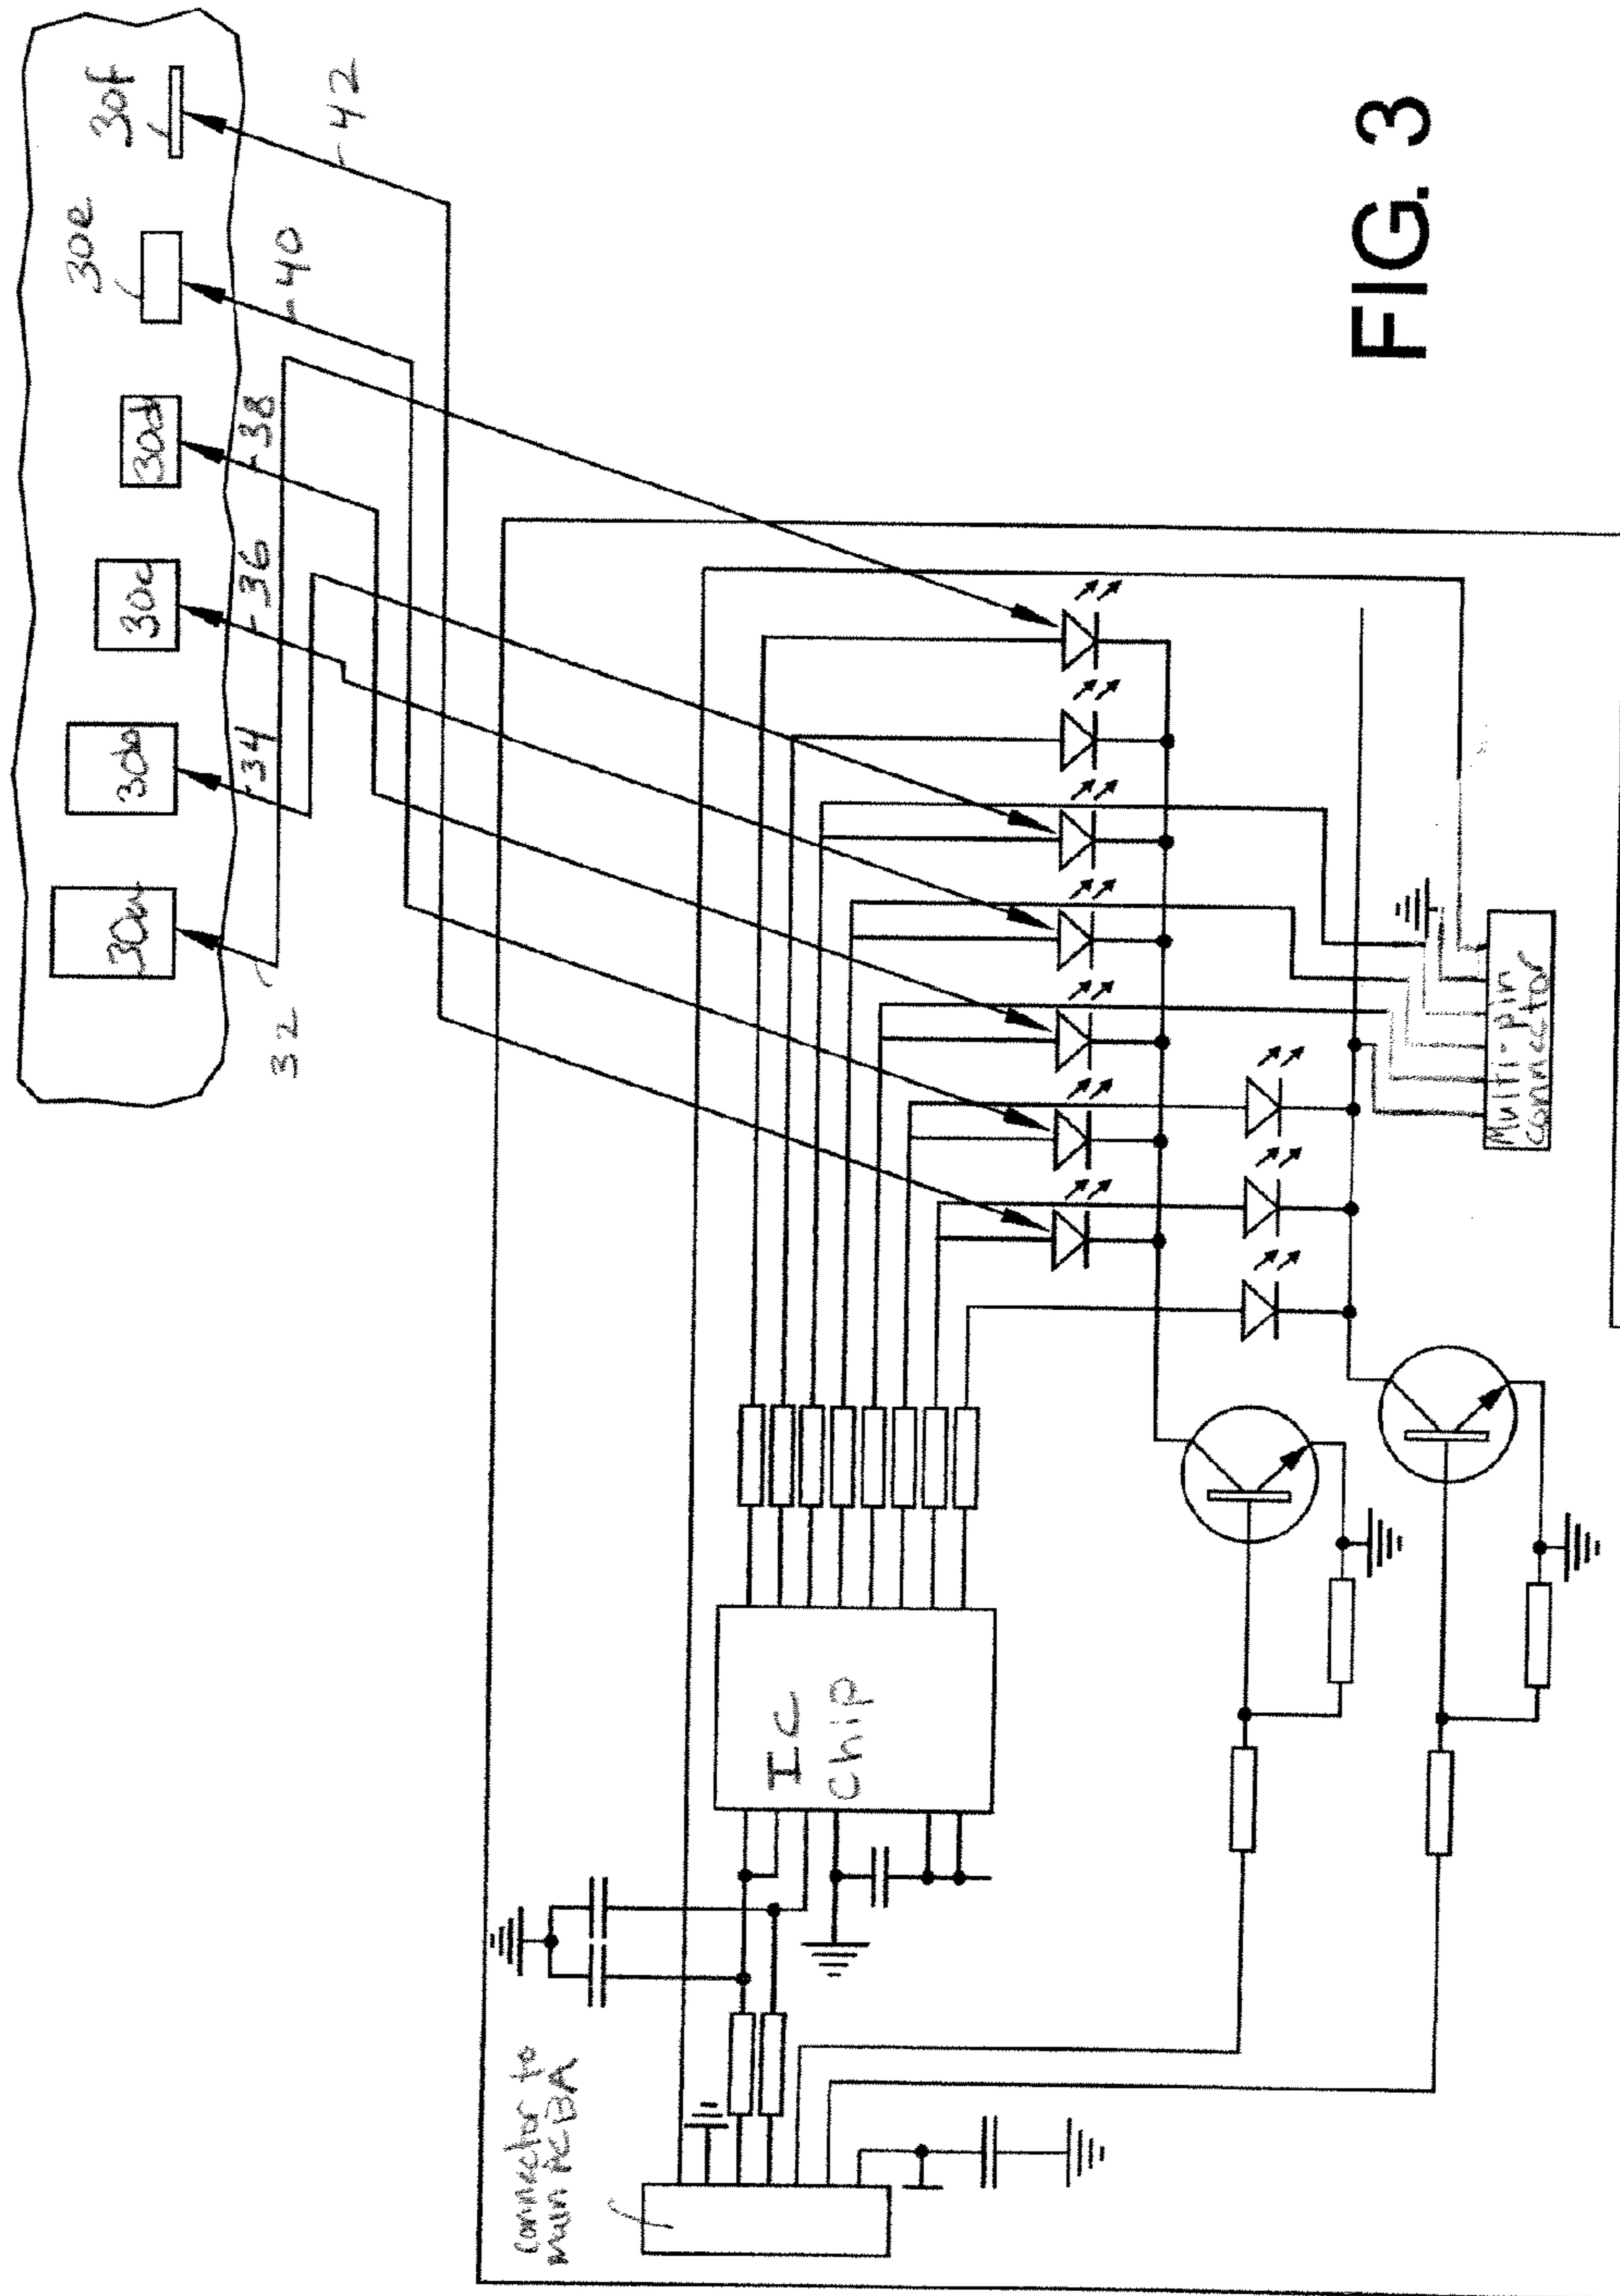 30a
30b
30c
30d
30e
30f
32
34
36
38
40
42
connector to
main PCBA
IC
chip
Multi-pin
connector
FIG. 3